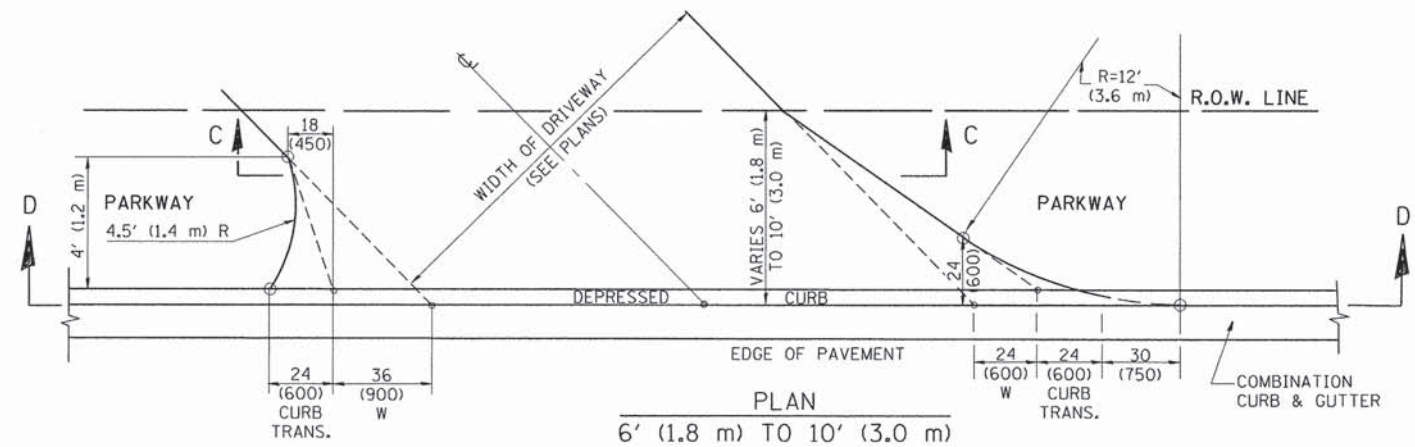 R=12'
(3.6 m)
R.O.W. LINE
WIDTH OF DRIVEWAY
(SEE PLANS)
C
18
(450)
C
4' (1.2 m)
PARKWAY
4.5' (1.4 m) R
VARIES 6' (1.8 m)
TO 10' (3.0 m)
PARKWAY
D
D
24
(600)
DEPRESSED CURB
EDGE OF PAVEMENT
24
(600)
CURB
TRANS.
36
(900)
W
24
(600)
W
24
(600)
CURB
TRANS.
30
(750)
COMBINATION
CURB & GUTTER
PLAN
6' (1.8 m) TO 10' (3.0 m)